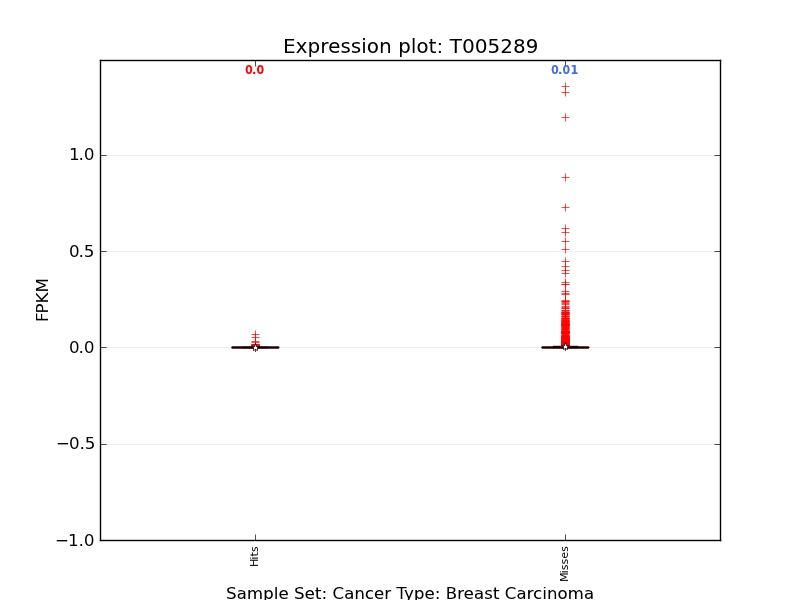 Expression plot: T005289
0.0
0.01
1.0
0.5
0.0
−0.5
−1.0
FPKM
Hits
Misses
Sample Set: Cancer Type: Breast Carcinoma